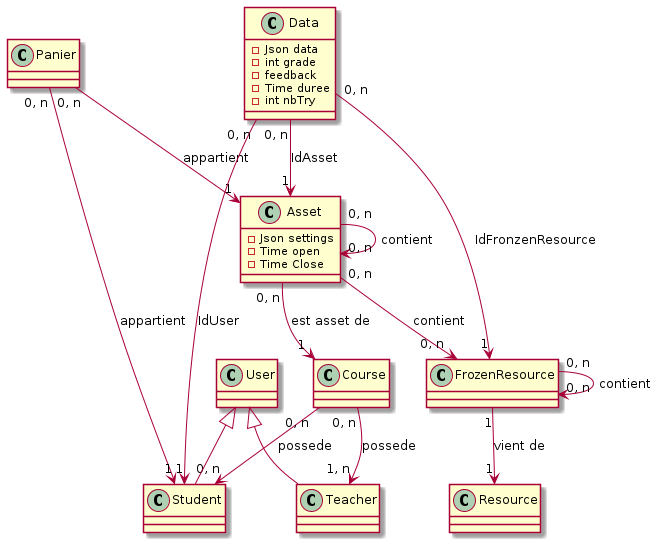 C Data
Json data
int grade
feedback
Time duree
int nbTry
C Panier
0, n
0, n
0, n
0, n
0, n
appartient
IdAsset
1
1
C Asset
Json settings
Time open
Time Close
0, n
contient
0, n
IdFronzenResource
0, n
0, n
appartient
IdUser
est asset de
contient
1
0, n
1
C User
C Course
C FrozenResource
0, n
contient
0, n
0, n
0, n
1
possede
possede
vient de
1
1
0, n
1, n
1
C Student
C Teacher
C Resource